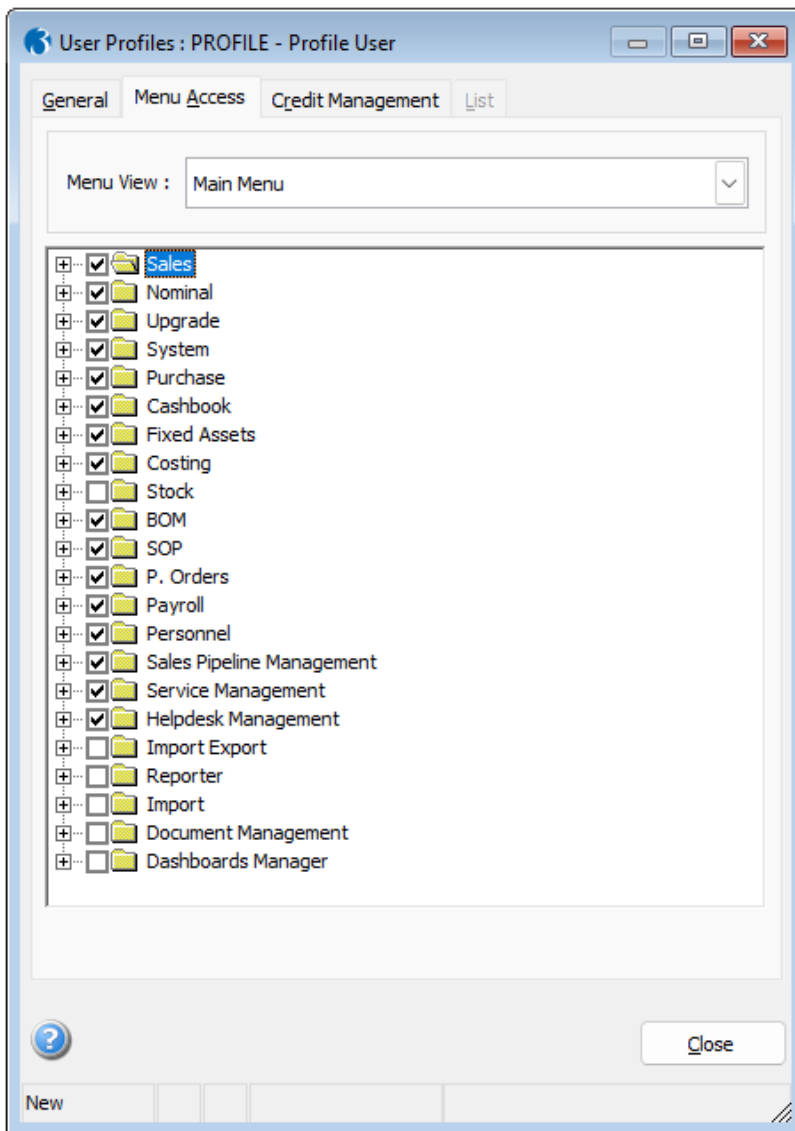 User Profiles : PROFILE - Profile User
General Menu Access Credit Management List
Menu View : Main Menu
Sales
Nominal
Upgrade
System
Purchase
Cashbook
Fixed Assets
Costing
Stock
BOM
SOP
P. Orders
Payroll
Personnel
Sales Pipeline Management
Service Management
Helpdesk Management
Import Export
Reporter
Import
Document Management
Dashboards Manager
? Close
New